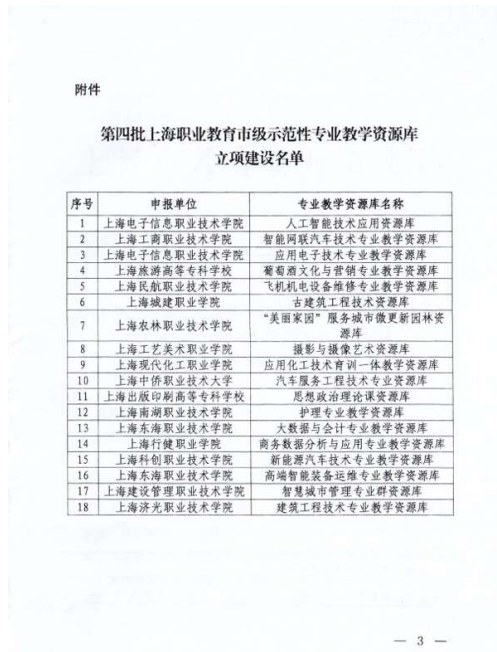 附件
第四批上海职业教育市级示范性专业教学资源库
立项建设名单
序号 申报单位 专业教学资源库名称
1 上海电子信息职业技术学院 人工智能技术应用资源库
2 上海工商职业技术学院 智能网联汽车技术专业教学资源库
3 上海电子信息职业技术学院 应用电子技术专业教学资源库
4 上海旅游高等专科学校 葡萄酒文化与营销专业教学资源库
5 上海民航职业技术学院 飞机机电设备维修专业教学资源库
6 上海城建职业学院 古建筑工程技术资源库
7 上海农林职业技术学院 “美丽家园”服务城市微更新园林资
源库
8 上海工艺美术职业学院 摄影与摄像艺术资源库
9 上海现代化工职业学院 应用化工技术育训一体教学资源库
10 上海中侨职业技术大学 汽车服务工程技术专业资源库
11 上海出版印刷高等专科学校 思想政治理论课资源库
12 上海南湖职业技术学院 护理专业教学资源库
13 上海东海职业技术学院 大数据与会计专业教学资源库
14 上海行健职业学院 商务数据分析与应用专业教学资源库
15 上海科创职业技术学院 新能源汽车技术专业教学资源库
16 上海东海职业技术学院 高端智能装备运维专业教学资源库
17 上海建设管理职业技术学院 智慧城市管理专业群资源库
18 上海济光职业技术学院 建筑工程技术专业教学资源库
— 3 —